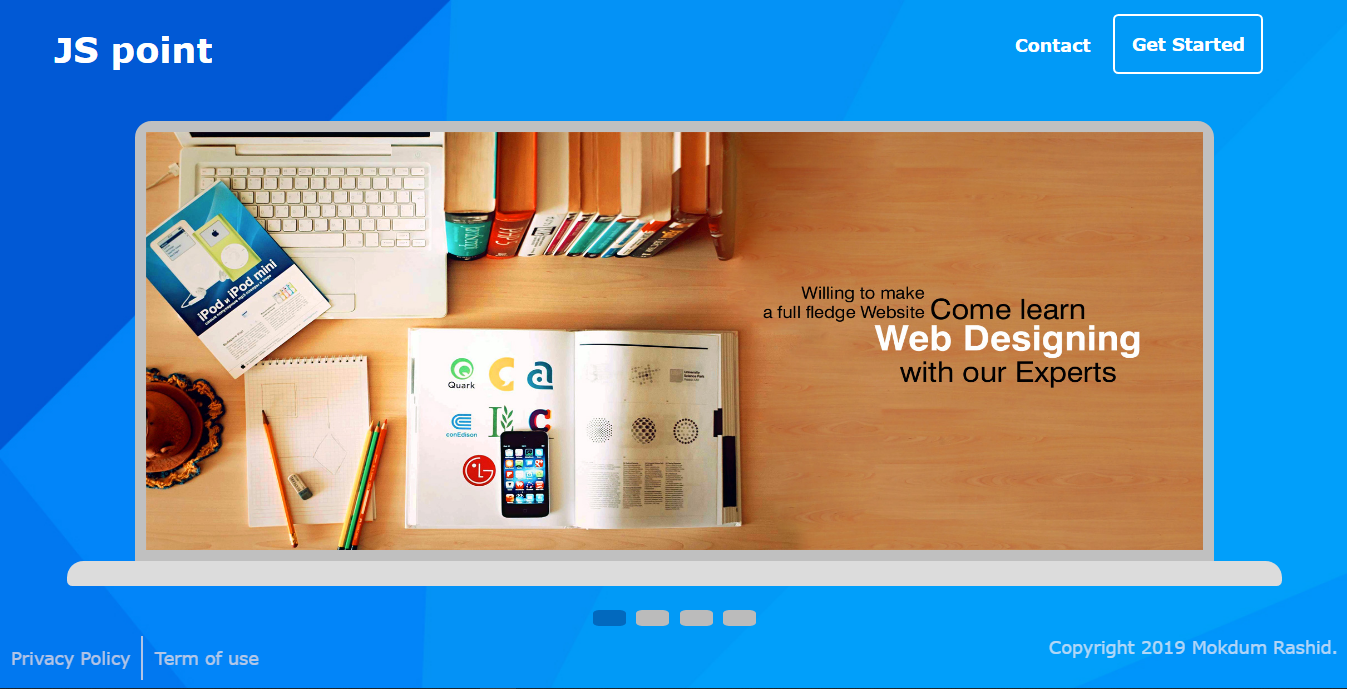 JS point
Contact
Get Started
iPod и iPod mini
Willing to make
a full fledge Website
Come learn
Web Designing
with our Experts
Quark
conEdison
LG
Privacy Policy
Term of use
Copyright 2019 Mokdum Rashid.